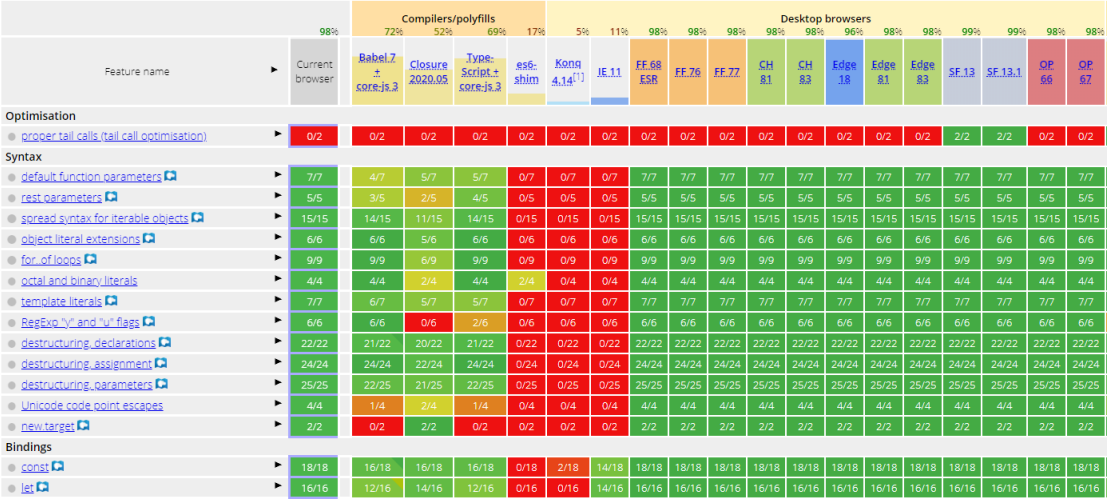 Compilers/polyfills Desktop browsers
98% 72% 52% 69% 17% 5% 11% 98% 98% 98% 98% 98% 96% 98% 98% 99% 99% 98% 98%
Feature name ► Current browser Babel 7 + core-js 3 Closure 2020.05 Type-Script + core-js 3 es6-shim Konq 4.14[1] IE 11 FF 68 ESR FF 76 FF 77 CH 81 CH 83 Edge 18 Edge 81 Edge 83 SF 13 SF 13.1 OP 66 OP 67
Optimisation
proper tail calls (tail call optimisation) ► 0/2 0/2 0/2 0/2 0/2 0/2 0/2 0/2 0/2 0/2 0/2 0/2 0/2 0/2 0/2 2/2 2/2 0/2 0/2
Syntax
default function parameters ► 7/7 4/7 5/7 5/7 0/7 0/7 0/7 7/7 7/7 7/7 7/7 7/7 7/7 7/7 7/7 7/7 7/7 7/7 7/7
rest parameters ► 5/5 3/5 2/5 4/5 0/5 0/5 0/5 5/5 5/5 5/5 5/5 5/5 5/5 5/5 5/5 5/5 5/5 5/5 5/5
spread syntax for iterable objects ► 15/15 14/15 11/15 14/15 0/15 0/15 0/15 15/15 15/15 15/15 15/15 15/15 15/15 15/15 15/15 15/15 15/15 15/15 15/15
object literal extensions ► 6/6 6/6 5/6 6/6 0/6 0/6 0/6 6/6 6/6 6/6 6/6 6/6 6/6 6/6 6/6 6/6 6/6 6/6 6/6
for..of loops ► 9/9 9/9 6/9 9/9 0/9 0/9 0/9 9/9 9/9 9/9 9/9 9/9 9/9 9/9 9/9 9/9 9/9 9/9 9/9
octal and binary literals ► 4/4 4/4 2/4 4/4 2/4 0/4 0/4 4/4 4/4 4/4 4/4 4/4 4/4 4/4 4/4 4/4 4/4 4/4 4/4
template literals ► 7/7 6/7 5/7 5/7 0/7 0/7 0/7 7/7 7/7 7/7 7/7 7/7 7/7 7/7 7/7 7/7 7/7 7/7 7/7
RegExp "y" and "u" flags ► 6/6 6/6 0/6 2/6 0/6 0/6 0/6 6/6 6/6 6/6 6/6 6/6 6/6 6/6 6/6 6/6 6/6 6/6 6/6
destructuring, declarations ► 22/22 21/22 20/22 21/22 0/22 0/22 0/22 22/22 22/22 22/22 22/22 22/22 22/22 22/22 22/22 22/22 22/22 22/22 22/22
destructuring, assignment ► 24/24 24/24 22/24 24/24 0/24 0/24 0/24 24/24 24/24 24/24 24/24 24/24 24/24 24/24 24/24 24/24 24/24 24/24 24/24
destructuring, parameters ► 25/25 22/25 21/25 22/25 0/25 0/25 0/25 25/25 25/25 25/25 25/25 25/25 25/25 25/25 25/25 25/25 25/25 25/25 25/25
Unicode code point escapes ► 4/4 1/4 2/4 1/4 0/4 0/4 0/4 4/4 4/4 4/4 4/4 4/4 4/4 4/4 4/4 4/4 4/4 4/4 4/4
new.target ► 2/2 0/2 2/2 0/2 0/2 0/2 0/2 2/2 2/2 2/2 2/2 2/2 2/2 2/2 2/2 2/2 2/2 2/2 2/2
Bindings
const ► 18/18 16/18 16/18 16/18 0/18 2/18 14/18 18/18 18/18 18/18 18/18 18/18 18/18 18/18 18/18 18/18 18/18 18/18 18/18
let ► 16/16 12/16 14/16 12/16 0/16 0/16 14/16 16/16 16/16 16/16 16/16 16/16 16/16 16/16 16/16 16/16 16/16 16/16 16/16